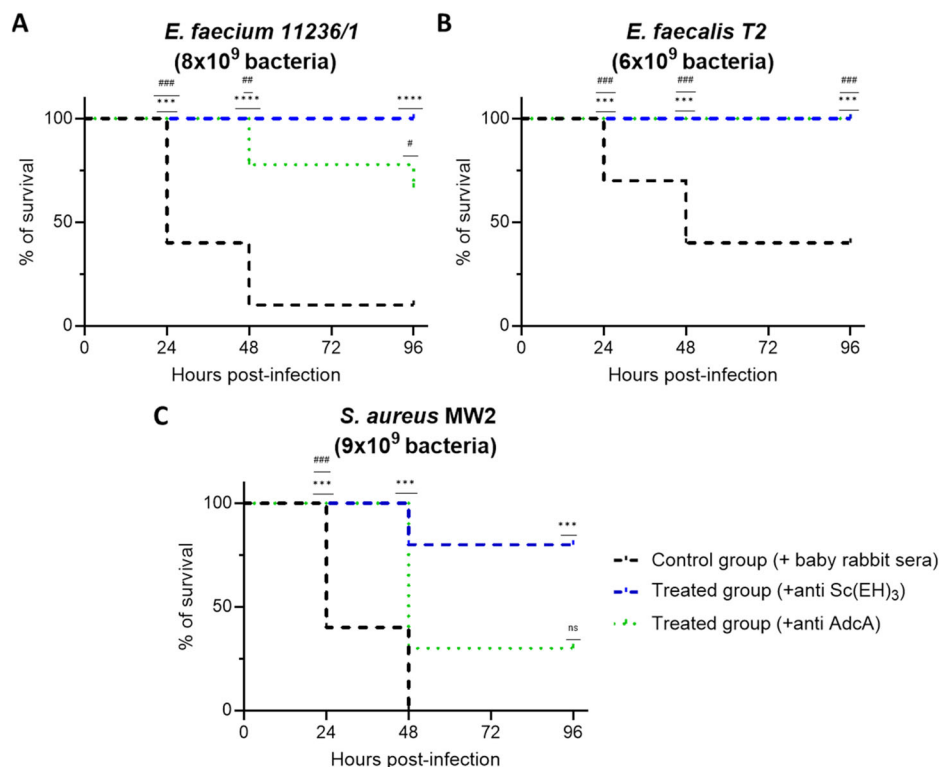 A
E. faecium 11236/1
(8x10⁹ bacteria)
###
***
##
****
****
#
100
50
0
% of survival
0 24 48 72 96
Hours post-infection
B
E. faecalis T2
(6x10⁹ bacteria)
###
***
###
***
###
***
100
50
0
% of survival
0 24 48 72 96
Hours post-infection
C
S. aureus MW2
(9x10⁹ bacteria)
###
***
***
***
ns
100
50
0
% of survival
0 24 48 72 96
Hours post-infection
Control group (+ baby rabbit sera)
Treated group (+anti Sc(EH)₃)
Treated group (+anti AdcA)